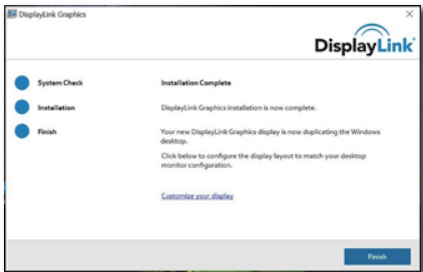 DisplayLink Graphics
DisplayLink
System Check
Installation Complete
Installation
DisplayLink Graphics installation is now complete.
Finish
Your new DisplayLink Graphics display is now duplicating the Windows
desktop.
Click below to configure the display layout to match your desktop
monitor configuration.
Customize your display
Finish